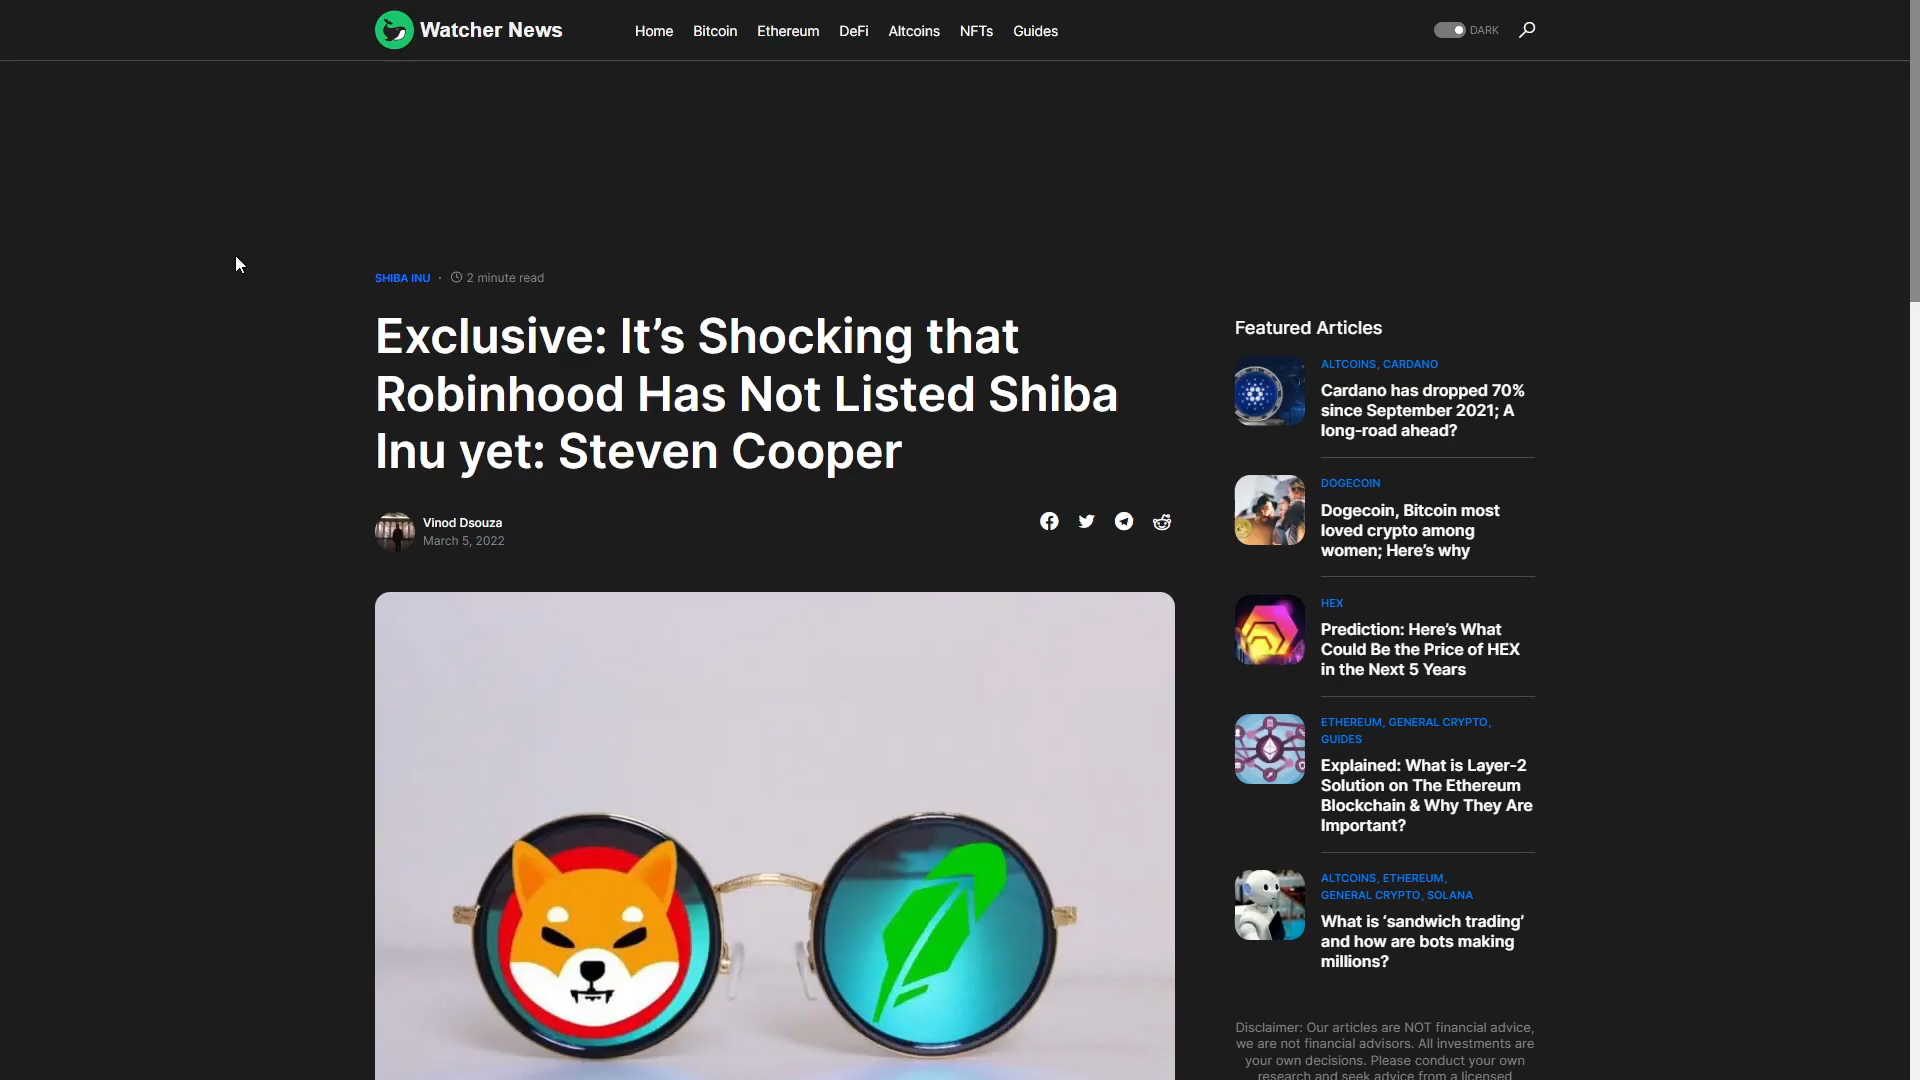 Watcher News
Home Bitcoin Ethereum DeFi Altcoins NFTs Guides
DARK
SHIBA INU · 2 minute read
Exclusive: It’s Shocking that
Robinhood Has Not Listed Shiba
Inu yet: Steven Cooper
Vinod Dsouza
March 5, 2022
Featured Articles
ALTCOINS, CARDANO
Cardano has dropped 70%
since September 2021; A
long-road ahead?
DOGECOIN
Dogecoin, Bitcoin most
loved crypto among
women; Here’s why
HEX
Prediction: Here’s What
Could Be the Price of HEX
in the Next 5 Years
ETHEREUM, GENERAL CRYPTO,
GUIDES
Explained: What is Layer-2
Solution on The Ethereum
Blockchain & Why They Are
Important?
ALTCOINS, ETHEREUM,
GENERAL CRYPTO, SOLANA
What is ‘sandwich trading’
and how are bots making
millions?
Disclaimer: Our articles are NOT financial advice,
we are not financial advisors. All investments are
your own decisions. Please conduct your own
research and seek advice from a licensed